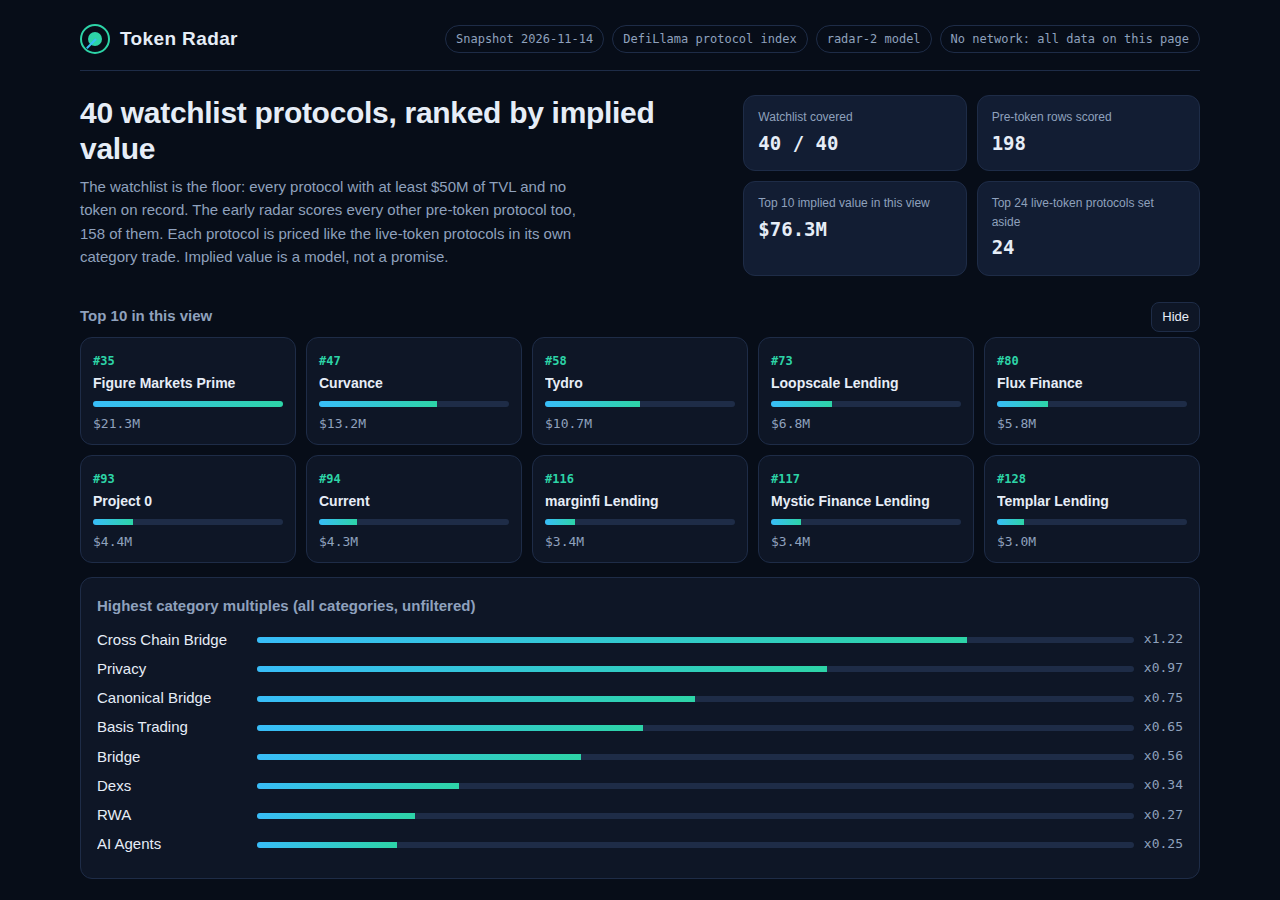 Token Radar
Snapshot 2026-11-14
DefiLlama protocol index
radar-2 model
No network: all data on this page
40 watchlist protocols, ranked by implied
value
The watchlist is the floor: every protocol with at least $50M of TVL and no
token on record. The early radar scores every other pre-token protocol too,
158 of them. Each protocol is priced like the live-token protocols in its own
category trade. Implied value is a model, not a promise.
Watchlist covered
40 / 40
Pre-token rows scored
198
Top 10 implied value in this view
$76.3M
Top 24 live-token protocols set
aside
24
Top 10 in this view
Hide
#35
Figure Markets Prime
$21.3M
#47
Curvance
$13.2M
#58
Tydro
$10.7M
#73
Loopscale Lending
$6.8M
#80
Flux Finance
$5.8M
#93
Project 0
$4.4M
#94
Current
$4.3M
#116
marginfi Lending
$3.4M
#117
Mystic Finance Lending
$3.4M
#128
Templar Lending
$3.0M
Highest category multiples (all categories, unfiltered)
Cross Chain Bridge x1.22
Privacy x0.97
Canonical Bridge x0.75
Basis Trading x0.65
Bridge x0.56
Dexs x0.34
RWA x0.27
AI Agents x0.25